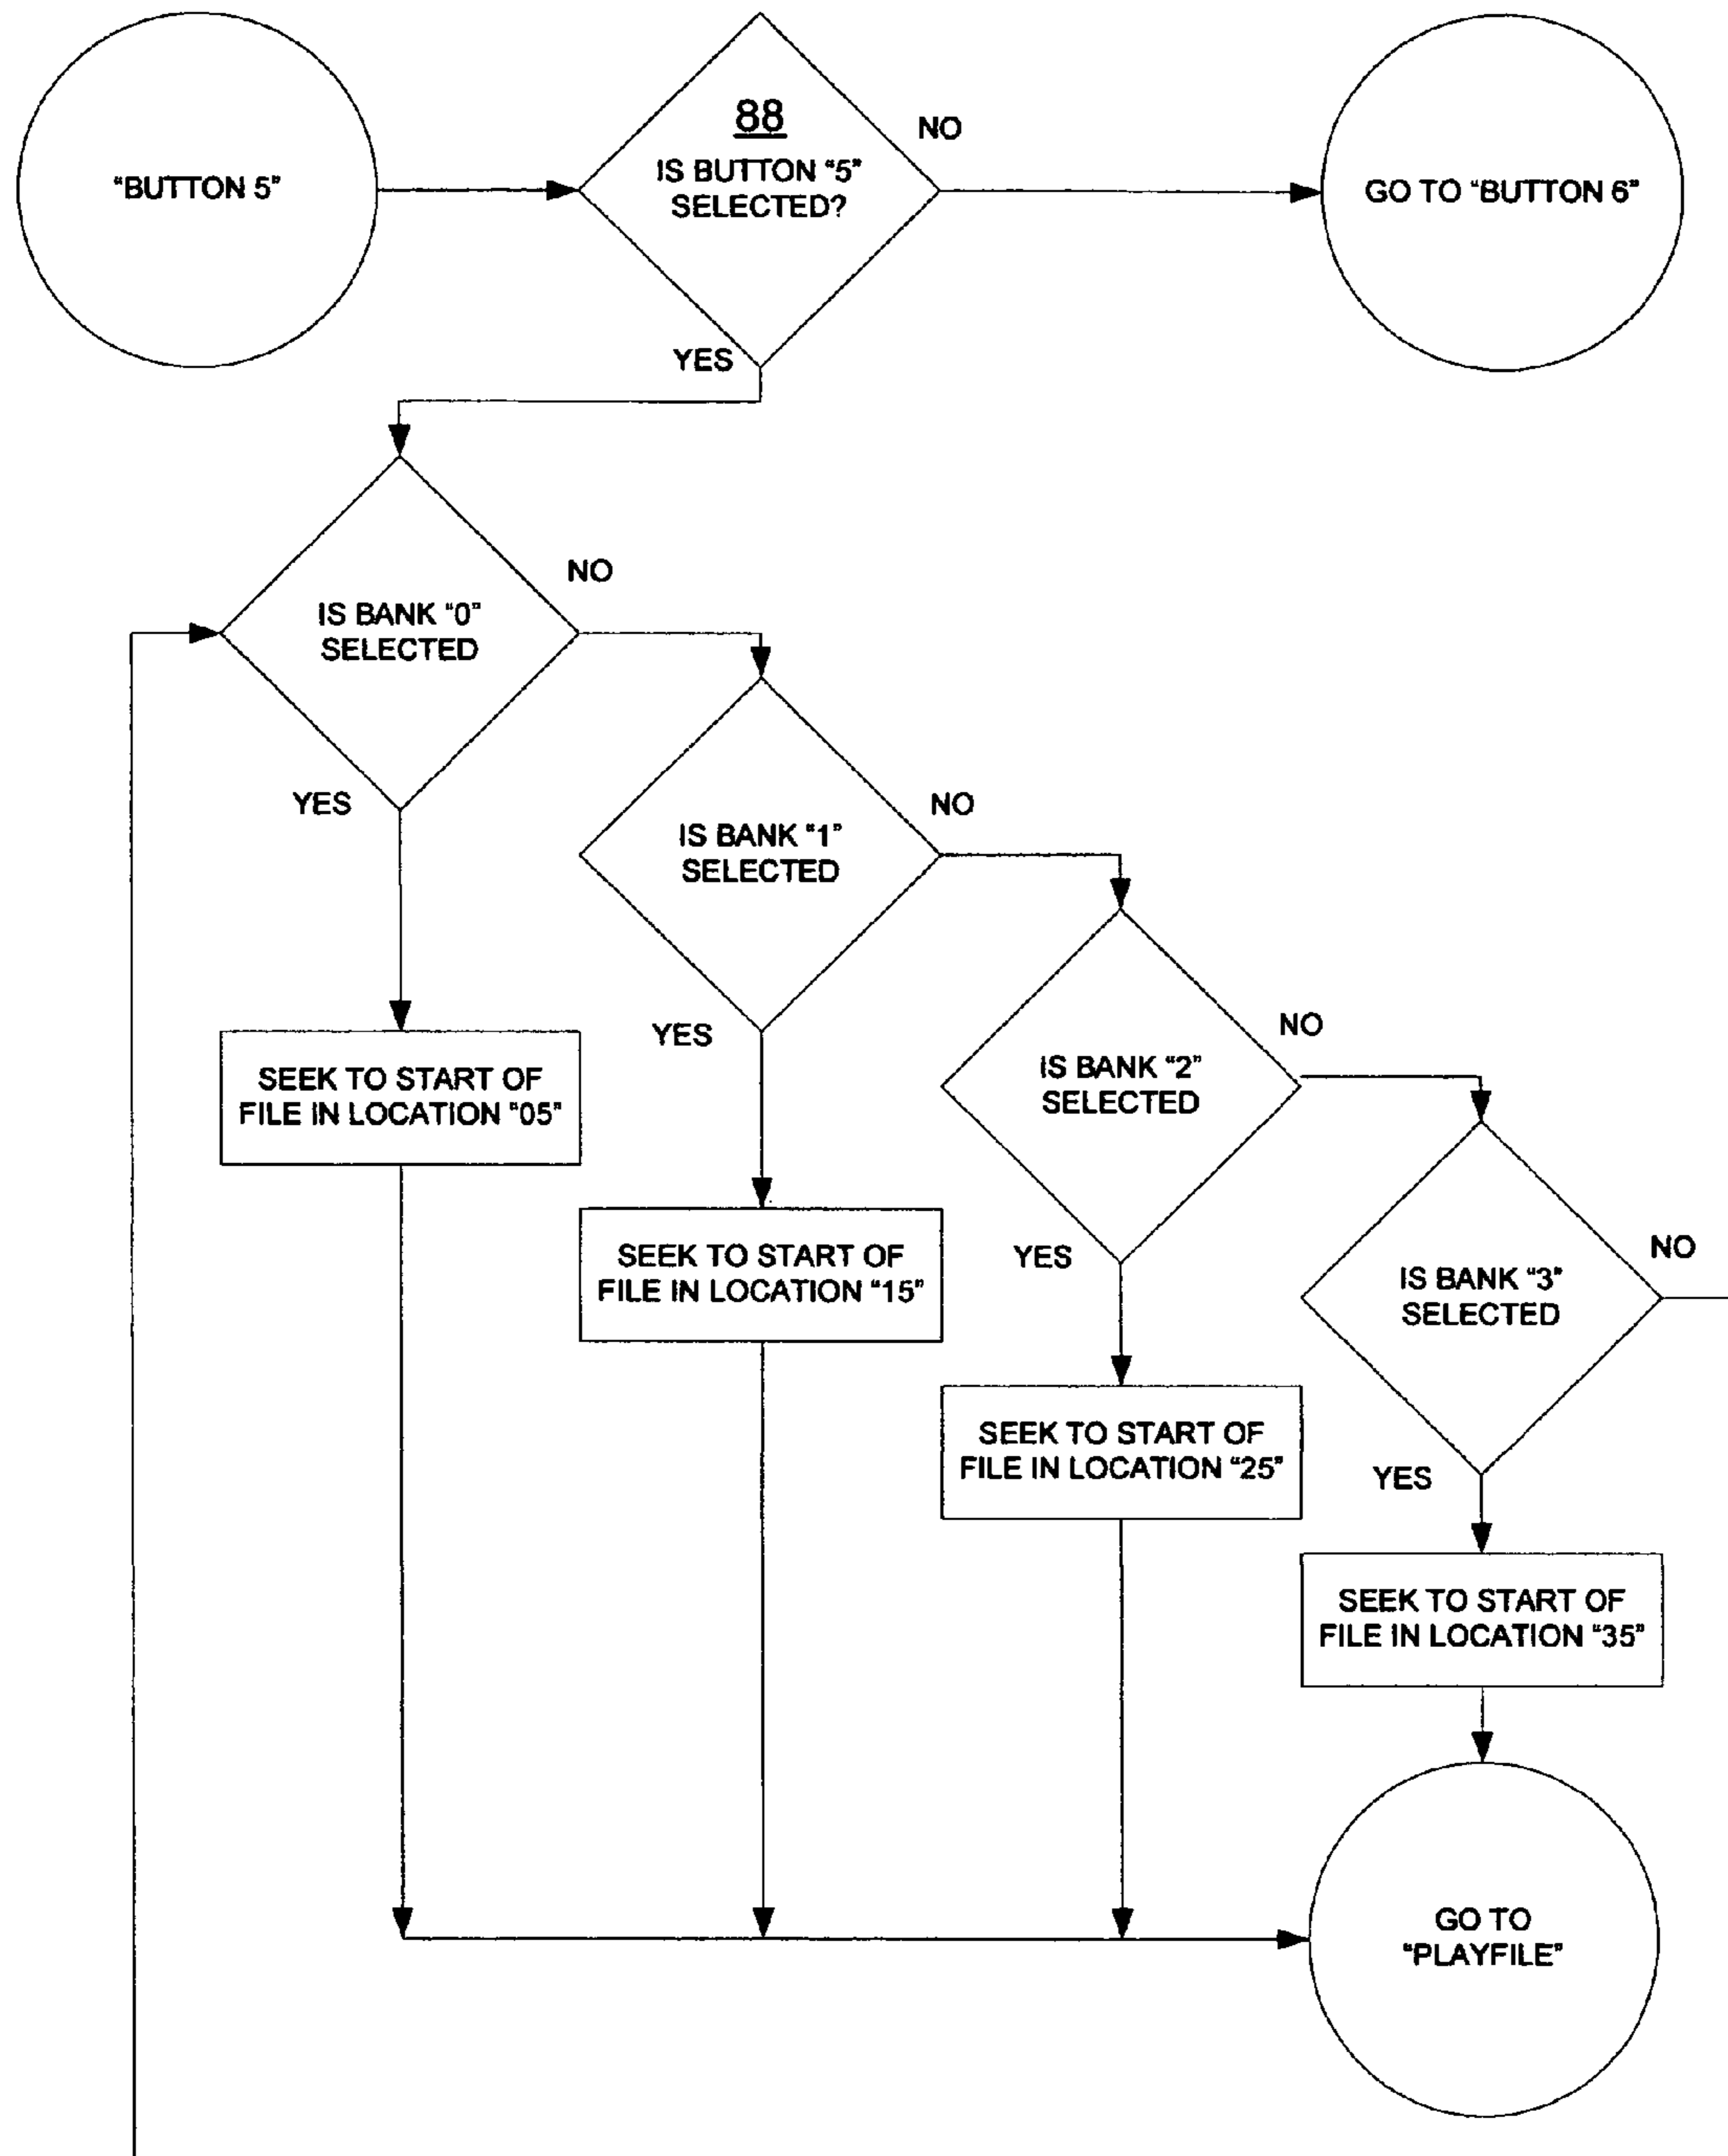 "BUTTON 5"
88
IS BUTTON "5"
SELECTED?
NO
GO TO "BUTTON 6"
YES
IS BANK "0"
SELECTED
NO
YES
IS BANK "1"
SELECTED
NO
YES
SEEK TO START OF
FILE IN LOCATION "05"
IS BANK "2"
SELECTED
NO
YES
SEEK TO START OF
FILE IN LOCATION "15"
IS BANK "3"
SELECTED
NO
YES
SEEK TO START OF
FILE IN LOCATION "25"
SEEK TO START OF
FILE IN LOCATION "35"
GO TO
"PLAYFILE"